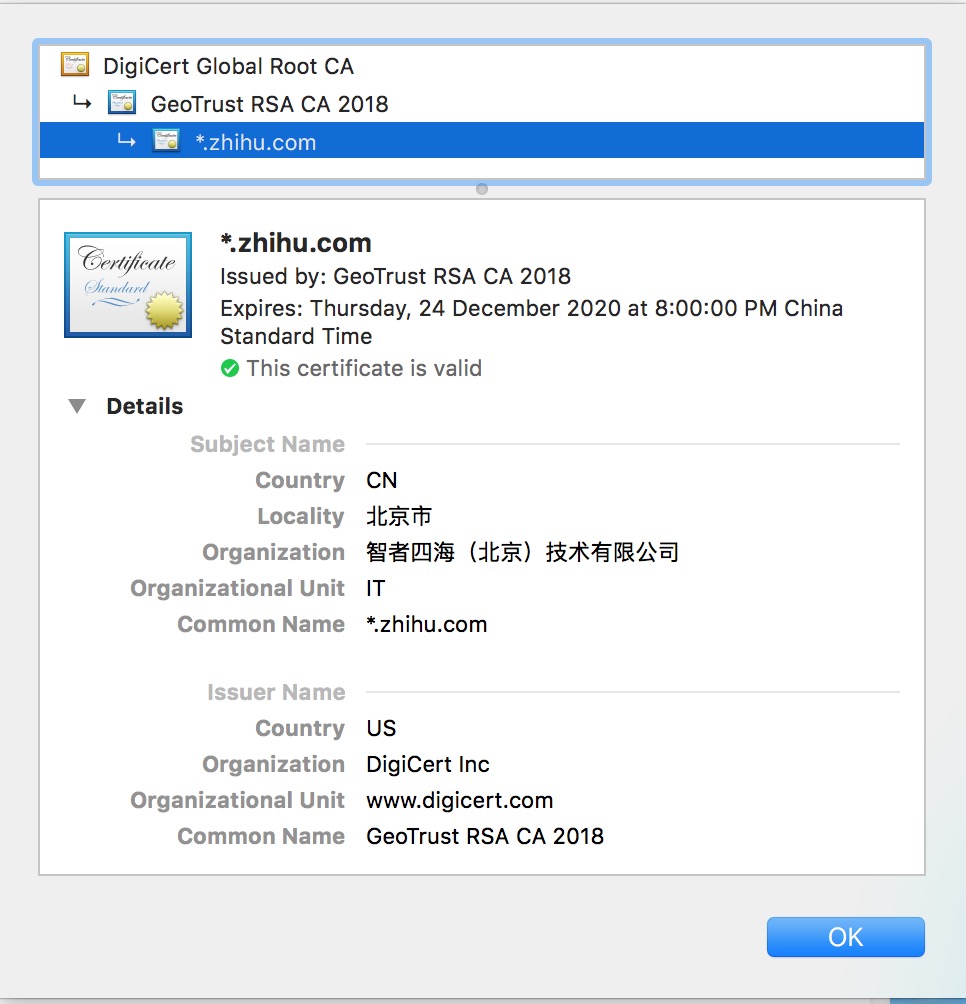 DigiCert Global Root CA
GeoTrust RSA CA 2018
*.zhihu.com
Certificate
Standard
*.zhihu.com
Issued by: GeoTrust RSA CA 2018
Expires: Thursday, 24 December 2020 at 8:00:00 PM China
Standard Time
This certificate is valid
Details
Subject Name
Country CN
Locality 北京市
Organization 智者四海（北京）技术有限公司
Organizational Unit IT
Common Name *.zhihu.com
Issuer Name
Country US
Organization DigiCert Inc
Organizational Unit www.digicert.com
Common Name GeoTrust RSA CA 2018
OK